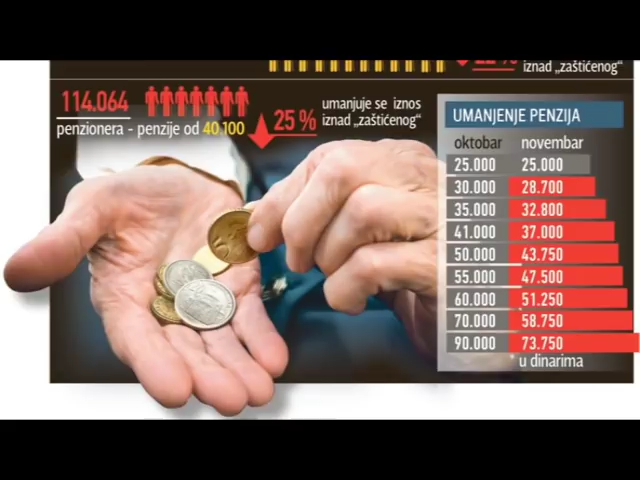 22 %
iznad „zaštićenog“
114.064
penzionera - penzije od 40.100
25 %
umanjuje se iznos
iznad „zaštićenog“
UMANJENJE PENZIJA
oktobar novembar
25.000 25.000
30.000 28.700
35.000 32.800
41.000 37.000
50.000 43.750
55.000 47.500
60.000 51.250
70.000 58.750
90.000 73.750
* u dinarima